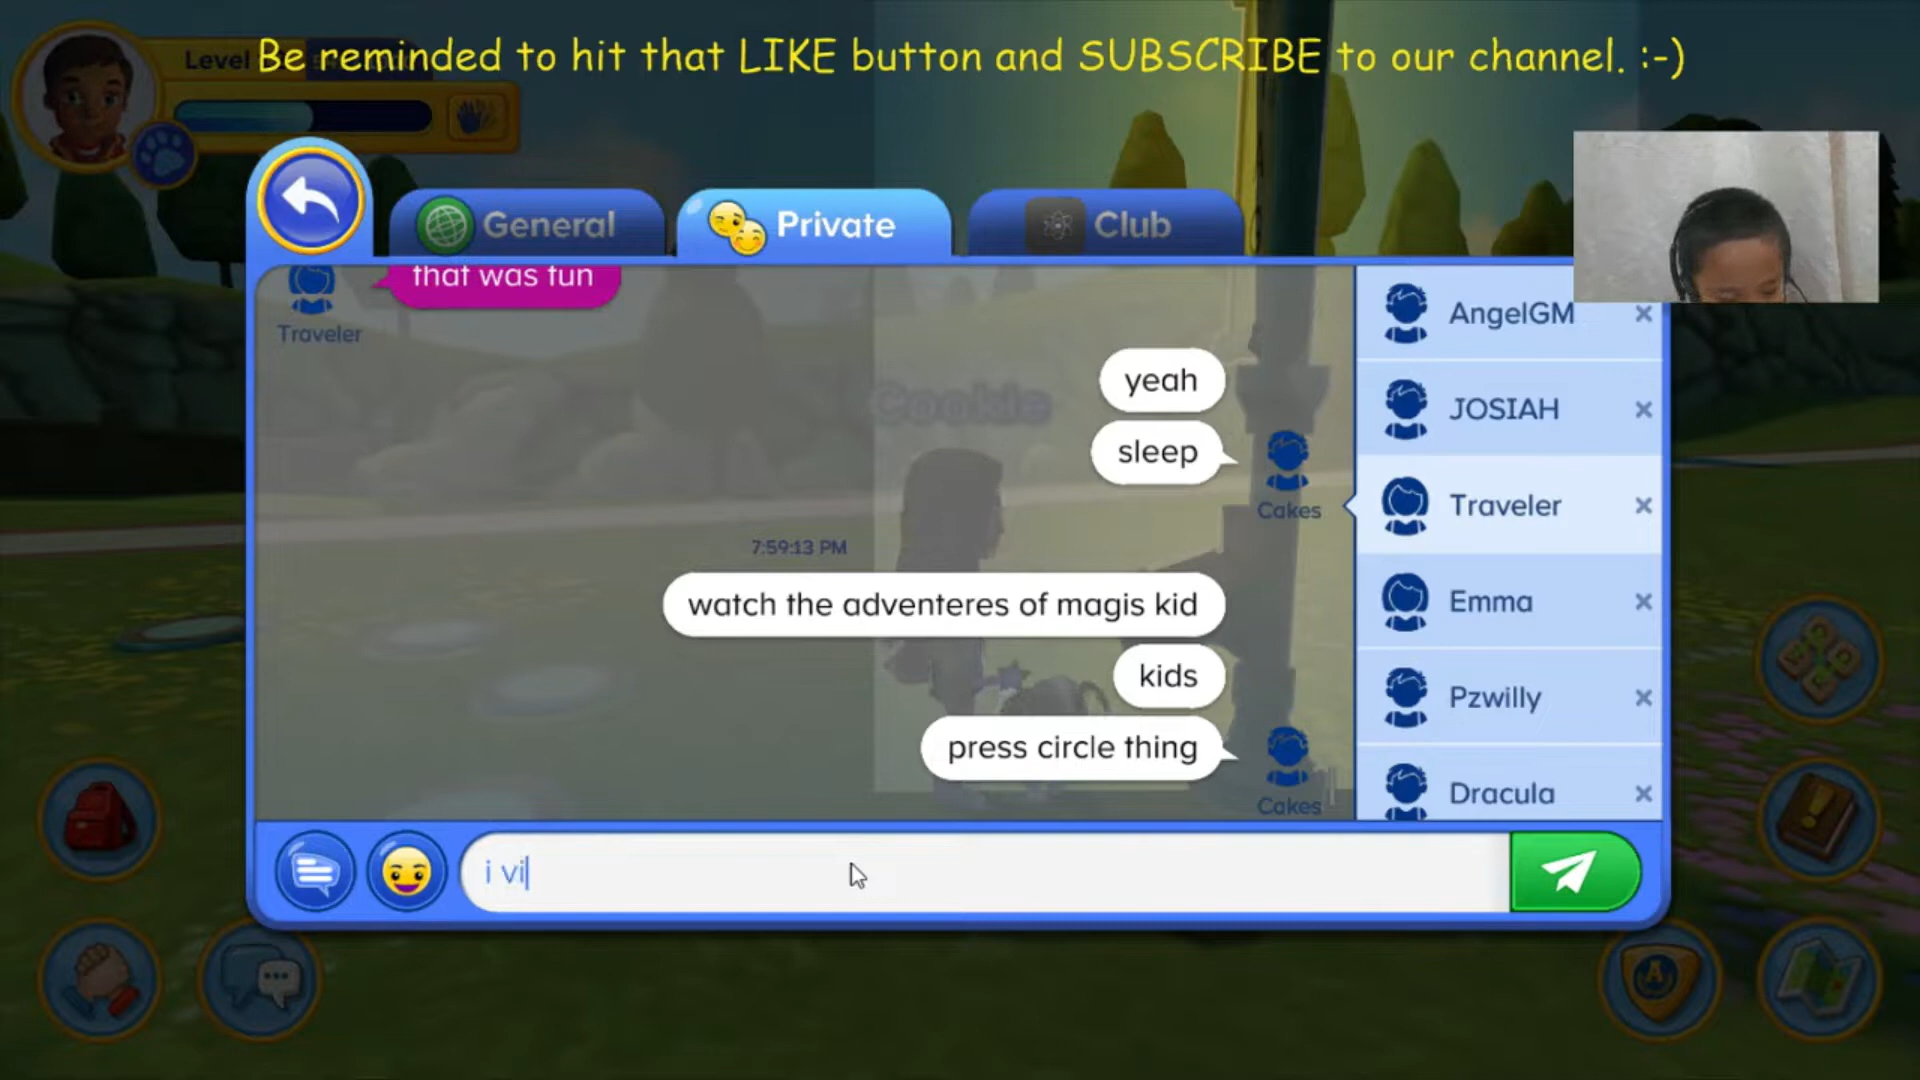 Be reminded to hit that LIKE button and SUBSCRIBE to our channel. :-)
Level
General
Private
Club
that was fun
Traveler
yeah
sleep
Cakes
Cookie
7:59:13 PM
watch the adventeres of magis kid
kids
press circle thing
Cakes
AngelGM
JOSIAH
Traveler
Emma
Pzwilly
Dracula
i vi
A